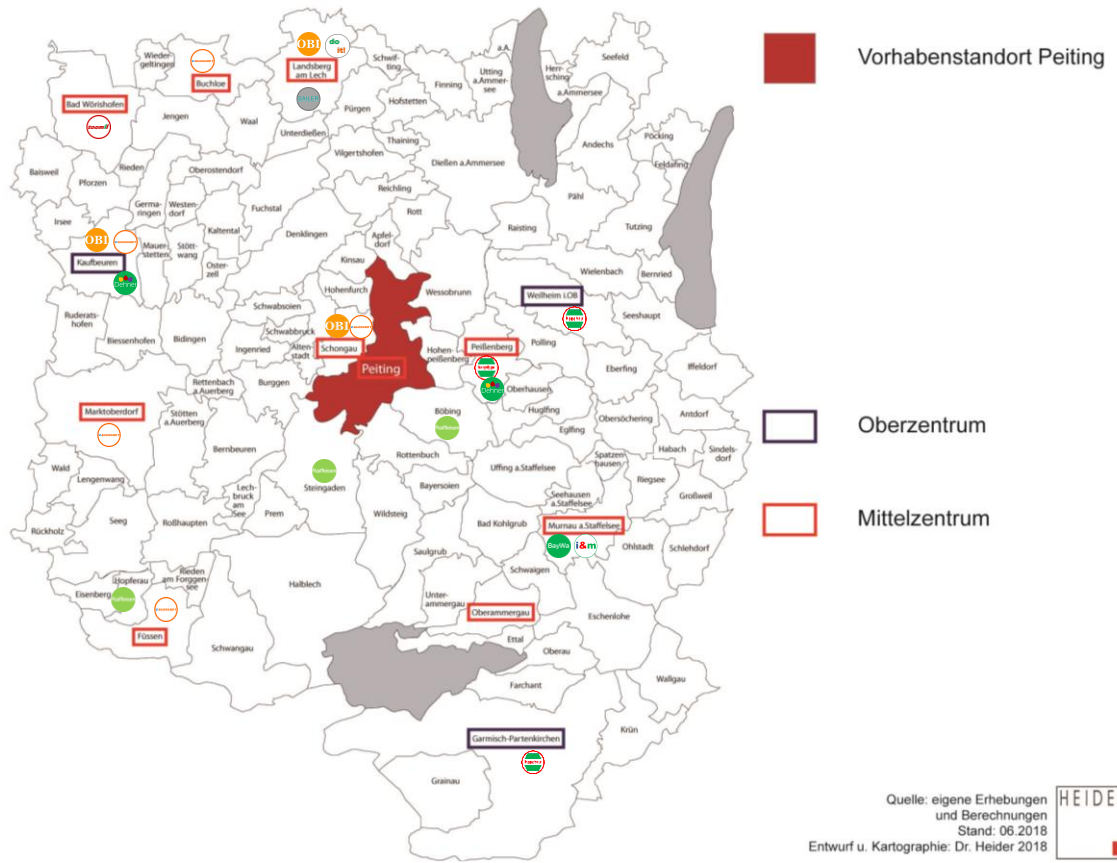 Vorhabenstandort Peiting
Oberzentrum
Mittelzentrum
Wieder-
geltingen
Buchloe
OBI
do
it!
Landsberg
am Lech
Schwif-
ting
a.A.
Utting
a.Ammer-
see
Herr-
sching
a.Ammersee
Seefeld
Finning
Bad Wörishofen
Jengen
Waal
Pürgen
Hofstetten
Unterdießen
Thaining
Vilgertshofen
Dießen a.Ammersee
Andechs
Pöcking
Feldafing
Baisweil
Pforzen
Rieden
Oberostendorf
Reichling
Pähl
Irsee
Germa-
ringen
Westen-
dorf
Fuchstal
Rott
Raisting
Tutzing
OBI
Kaufbeuren
Mauer-
stetten
Stött-
wang
Kaltental
Oster-
zell
Denklingen
Apfel-
dorf
Kinsau
Dehner
Hohenfurch
Wessobrunn
Wielenbach
Bernried
Weilheim i.OB
Seeshaupt
Ruderats-
hofen
Biessenhofen
Bidingen
Schwabsoien
Schwabbruck
Ingenried
Alten-
stadt
OBI
Schongau
Peiting
Hohen-
peißenberg
Peißenberg
Polling
Eberfing
Iffeldorf
Dehner
Oberhausen
Marktoberdorf
Rettenbach
a.Auerberg
Burggen
Stötten
a.Auerberg
Bernbeuren
Böbing
Huglfing
Eglfing
Obersöchering
Antdorf
Wald
Lengenwang
Rottenbuch
Uffing a.Staffelsee
Spatzen-
hausen
Habach
Sindels-
dorf
Steingaden
Bayersoien
Riegsee
Lech-
bruck
am
See
Prem
Wildsteig
Seehausen
a.Staffelsee
Großweil
Seeg
Roßhaupten
Rückholz
Bad Kohlgrub
Murnau a.Staffelsee
BayWa
i&m
Ohlstadt
Schlehdorf
Saulgrub
Schwaigen
Halblech
Hopferau
Rieden
am Forggen-
see
Eisenberg
Unter-
ammergau
Oberammergau
Eschenlohe
Füssen
Schwangau
Ettal
Oberau
Farchant
Wallgau
Krün
Garmisch-Partenkirchen
Grainau
Quelle: eigene Erhebungen
und Berechnungen
Stand: 06.2018
Entwurf u. Kartographie: Dr. Heider 2018
HEIDE